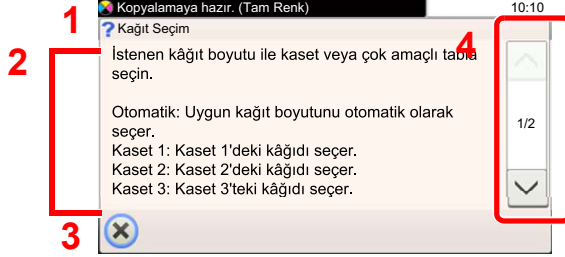 Kopyalamaya hazır. (Tam Renk) 10:10
1
Kağıt Seçim
2
4
İstenen kâğıt boyutu ile kaset veya çok amaçlı tabla
seçin.
Otomatik: Uygun kağıt boyutunu otomatik olarak
seçer.
1/2
Kaset 1: Kaset 1'deki kâğıdı seçer.
Kaset 2: Kaset 2'deki kâğıdı seçer.
Kaset 3: Kaset 3'teki kâğıdı seçer.
3